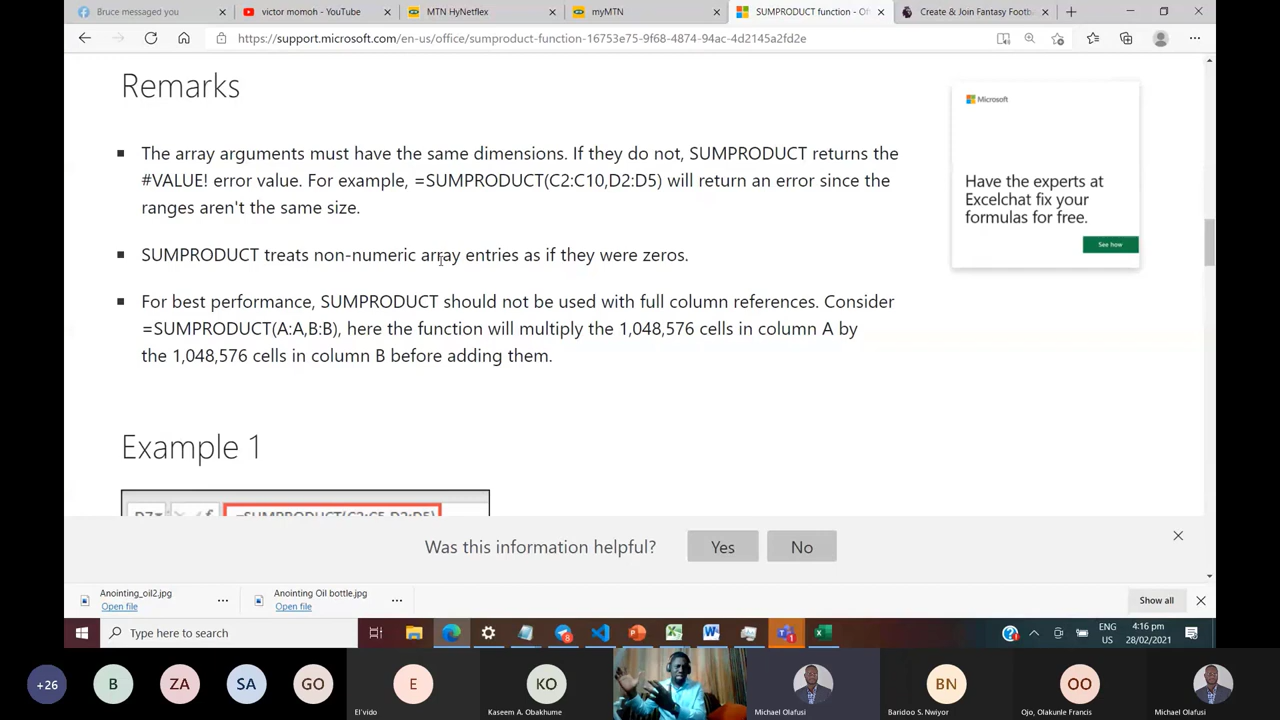 Bruce messaged you
victor momoh - YouTube
MTN HyNetflex
myMTN
SUMPRODUCT function - Of
Create & Join Fantasy Footb
https://support.microsoft.com/en-us/office/sumproduct-function-16753e75-9f68-4874-94ac-4d2145a2fd2e
Remarks
The array arguments must have the same dimensions. If they do not, SUMPRODUCT returns the
#VALUE! error value. For example, =SUMPRODUCT(C2:C10,D2:D5) will return an error since the
ranges aren't the same size.
SUMPRODUCT treats non-numeric array entries as if they were zeros.
For best performance, SUMPRODUCT should not be used with full column references. Consider
=SUMPRODUCT(A:A,B:B), here the function will multiply the 1,048,576 cells in column A by
the 1,048,576 cells in column B before adding them.
Microsoft
Have the experts at
Excelchat fix your
formulas for free.
See how
Example 1
=SUMPRODUCT(C2:C5,D2:D5)
Was this information helpful?
Yes
No
Anointing_oil2.jpg
Open file
Anointing Oil bottle.jpg
Open file
Show all
Type here to search
ENG
US
4:16 pm
28/02/2021
+26
B
ZA
SA
GO
E
El'vido
KO
Kaseem A. Obakhume
Michael Olafusi
BN
Baridoo S. Nwiyor
OO
Ojo, Olakunle Francis
Michael Olafusi